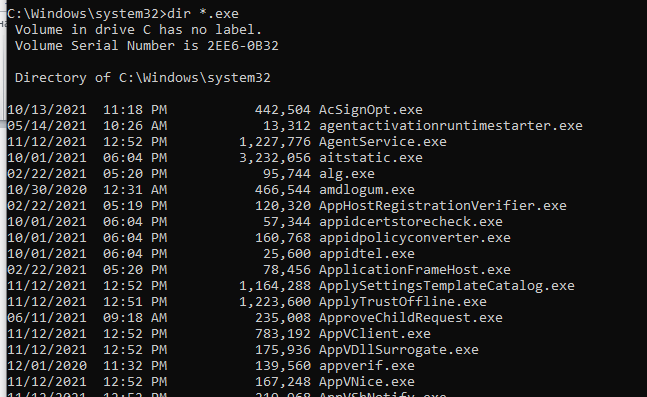 C:\Windows\system32>dir *.exe
Volume in drive C has no label.
Volume Serial Number is 2EE6-0B32
Directory of C:\Windows\system32
10/13/2021 11:18 PM 442,504 AcSignOpt.exe
05/14/2021 10:26 AM 13,312 agentactivationruntimestarter.exe
11/12/2021 12:52 PM 1,227,776 AgentService.exe
10/01/2021 06:04 PM 3,232,056 aitstatic.exe
02/22/2021 05:20 PM 95,744 alg.exe
10/30/2020 12:31 AM 466,544 amdlogum.exe
02/22/2021 05:19 PM 120,320 AppHostRegistrationVerifier.exe
10/01/2021 06:04 PM 57,344 appidcertstorecheck.exe
10/01/2021 06:04 PM 160,768 appidpolicyconverter.exe
10/01/2021 06:04 PM 25,600 appidtel.exe
02/22/2021 05:20 PM 78,456 ApplicationFrameHost.exe
11/12/2021 12:52 PM 1,164,288 ApplySettingsTemplateCatalog.exe
11/12/2021 12:51 PM 1,223,600 ApplyTrustOffline.exe
06/11/2021 09:18 AM 235,008 ApproveChildRequest.exe
11/12/2021 12:52 PM 783,192 AppVClient.exe
11/12/2021 12:52 PM 175,936 AppVDllSurrogate.exe
12/01/2020 11:32 PM 139,560 appverif.exe
11/12/2021 12:52 PM 167,248 AppVNice.exe
11/12/2021 12:52 PM AppVShNotify.exe